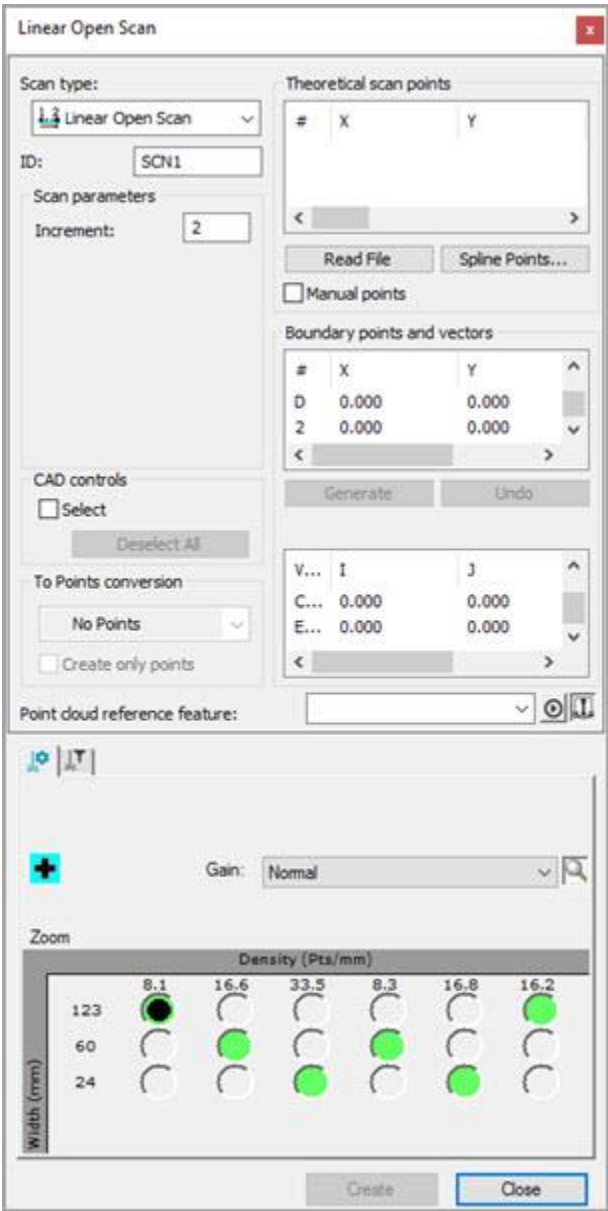 Linear Open Scan
x
Scan type:
Linear Open Scan
ID:
SCN1
Scan parameters
Increment:
2
CAD controls
Select
Deselect All
To Points conversion
No Points
Create only points
Theoretical scan points
# X Y
Read File
Spline Points...
Manual points
Boundary points and vectors
# X Y
D 0.000 0.000
2 0.000 0.000
Generate
Undo
V... I J
C... 0.000 0.000
E... 0.000 0.000
Point cloud reference feature:
Gain:
Normal
Zoom
Density (Pts/mm)
8.1 16.6 33.5 8.3 16.8 16.2
123
60
24
Width (mm)
Create
Close